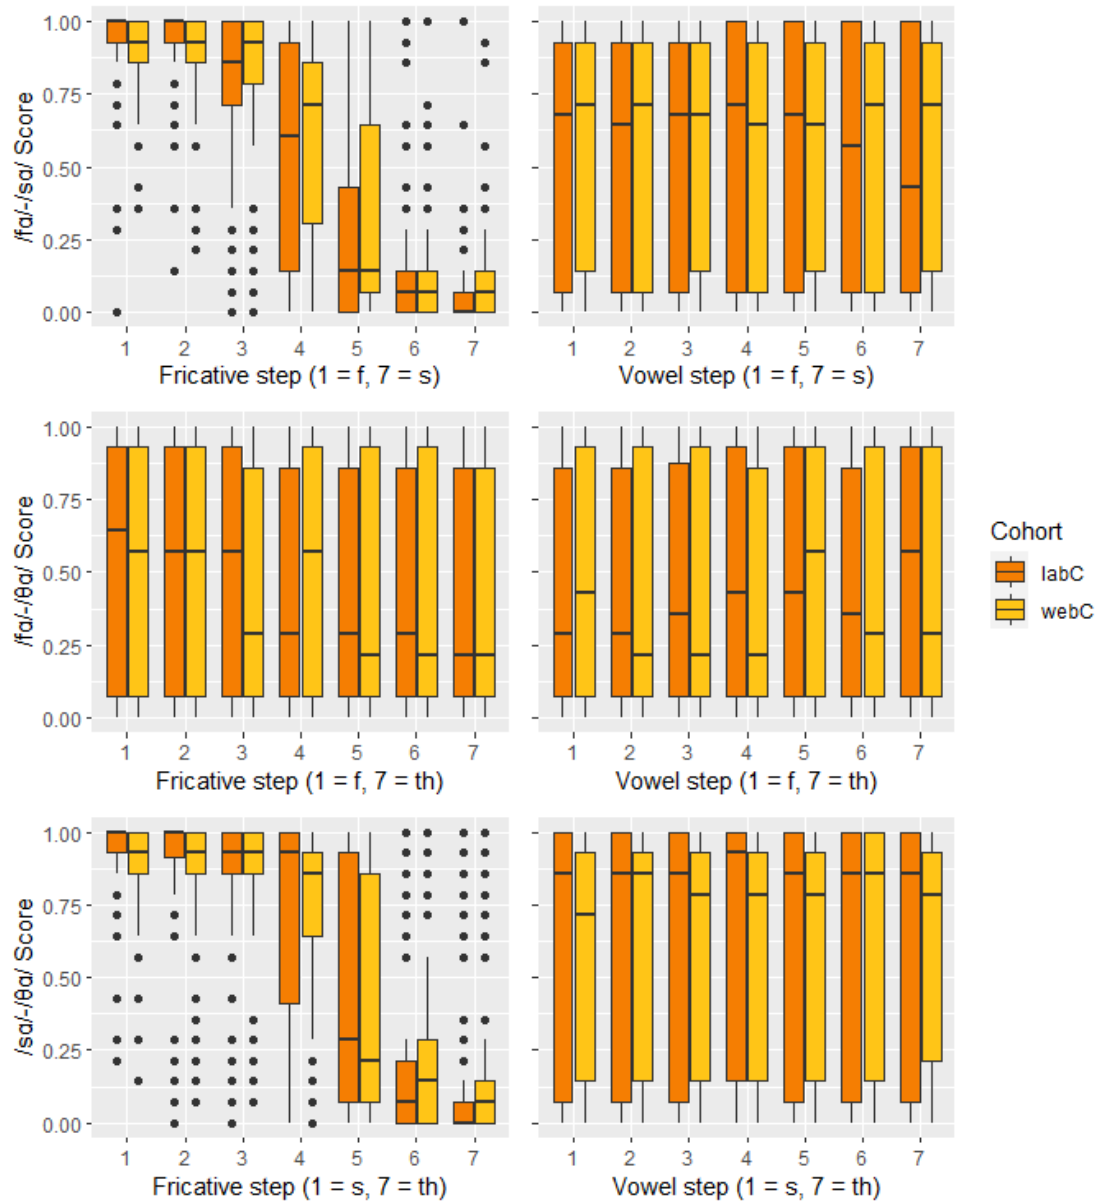 /fɑ/-/sɑ/ Score
1.00
0.75
0.50
0.25
0.00
1 2 3 4 5 6 7
Fricative step (1 = f, 7 = s)
1 2 3 4 5 6 7
Vowel step (1 = f, 7 = s)
/fɑ/-/θɑ/ Score
1.00
0.75
0.50
0.25
0.00
1 2 3 4 5 6 7
Fricative step (1 = f, 7 = th)
1 2 3 4 5 6 7
Vowel step (1 = f, 7 = th)
Cohort
labC
webC
/sɑ/-/θɑ/ Score
1.00
0.75
0.50
0.25
0.00
1 2 3 4 5 6 7
Fricative step (1 = s, 7 = th)
1 2 3 4 5 6 7
Vowel step (1 = s, 7 = th)